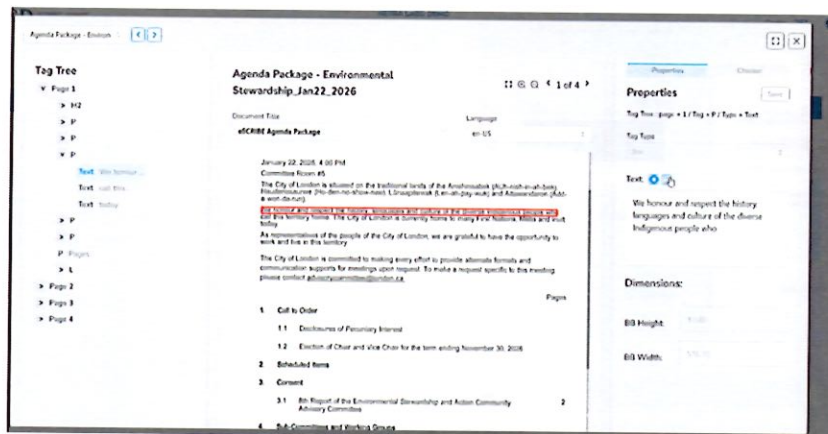 Agenda Package - Environ
Tag Tree
Page 1
H2
P
P
P
Text We honour ...
Text call this
Text today
P
P
P Pages
L
Page 2
Page 3
Page 4
Agenda Package - Environmental
Stewardship_Jan22_2026
1 of 4
Document Title
Language
eSCRIBE Agenda Package
en-US
January 22, 2026, 4:00 PM
Committee Room #5
The City of London is situated on the traditional lands of the Anishinaabek (AUh-nish-in-ah-bek),
Haudenosaunee (Ho-den-no-show-nee), Lūnaapéewak (Len-ah-pay-wuk) and Attawandaron (Add-
a-won-da-run).
We honour and respect the history, languages and culture of the diverse Indigenous people who
call this territory home. The City of London is currently home to many First Nations, Métis and Inuit
today.
As representatives of the people of the City of London, we are grateful to have the opportunity to
work and live in this territory.
The City of London is committed to making every effort to provide alternate formats and
communication supports for meetings upon request. To make a request specific to this meeting
please contact advisorycommittee@london.ca
Pages
1 Call to Order
1.1 Disclosures of Pecuniary Interest
1.2 Election of Chair and Vice Chair for the term ending November 30, 2026
2 Scheduled Items
3 Consent
3.1 8th Report of the Environmental Stewardship and Action Community 2
Advisory Committee
4 Sub-Committees and Working Groups
Properties
Properties
Save
Tag Tree: page + 1 / Tag + P / Type + Text
Tag Type
Text
We honour and respect the history
languages and culture of the diverse
Indigenous people who
Dimensions:
BB Height:
BB Width: